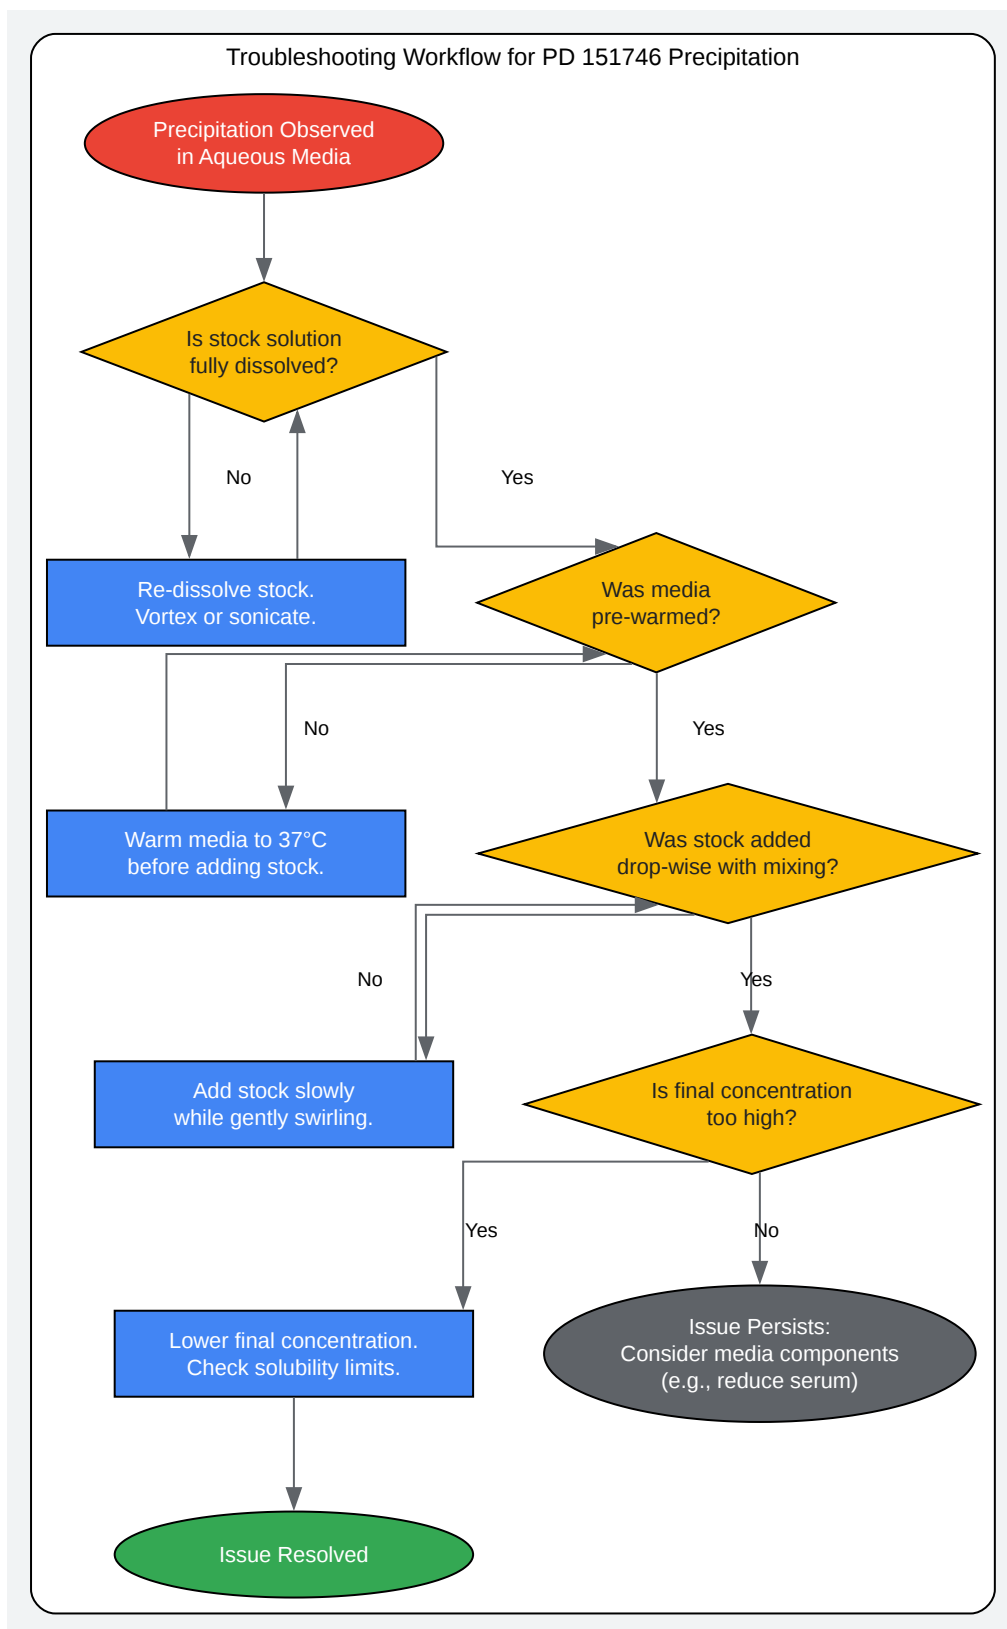 Troubleshooting Workflow for PD 151746 Precipitation
Precipitation Observed
in Aqueous Media
Is stock solution
fully dissolved?
No
Yes
Re-dissolve stock.
Vortex or sonicate.
Was media
pre-warmed?
No
Yes
Warm media to 37°C
before adding stock.
Was stock added
drop-wise with mixing?
No
Yes
Add stock slowly
while gently swirling.
Is final concentration
too high?
Yes
No
Lower final concentration.
Check solubility limits.
Issue Persists:
Consider media components
(e.g., reduce serum)
Issue Resolved